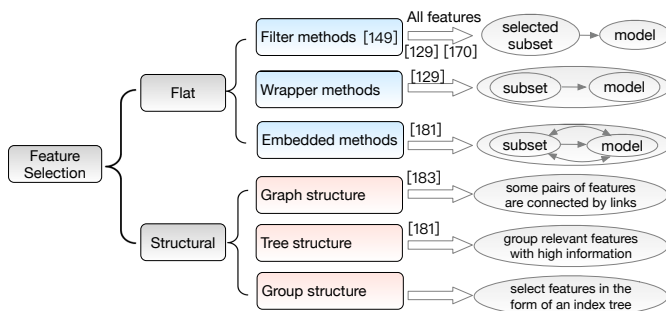 All features
Filter methods [149]
[129] [170]
selected
subset
model
Flat
Wrapper methods
[129]
subset
model
Embedded methods
[181]
subset
model
Feature
Selection
Graph structure
[183]
some pairs of features
are connected by links
Structural
Tree structure
[181]
group relevant features
with high information
Group structure
select features in the
form of an index tree